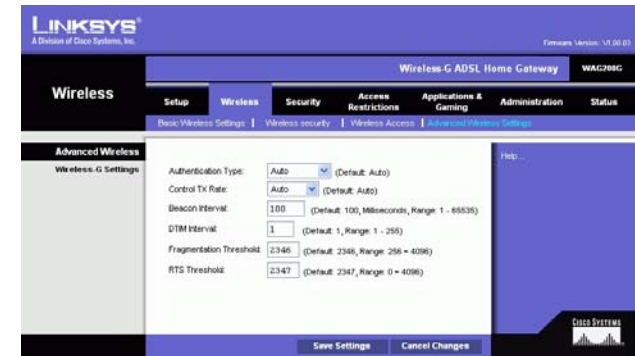 LINKSYS®
A Division of Cisco Systems, Inc.
Firmware Version: V1.00.03
Wireless-G ADSL Home Gateway WAG200G
Wireless
Setup Wireless Security Access Restrictions Applications & Gaming Administration Status
Basic Wireless Settings | Wireless security | Wireless Access | Advanced Wireless Settings
Advanced Wireless
Wireless-G Settings
Help...
Authentication Type: Auto (Default: Auto)
Control TX Rate: Auto (Default: Auto)
Beacon Interval: 100 (Default: 100, Milliseconds, Range: 1 - 65535)
DTIM Interval: 1 (Default: 1, Range: 1 - 255)
Fragmentation Threshold: 2346 (Default: 2346, Range: 256 ~ 4096)
RTS Threshold: 2347 (Default: 2347, Range: 0 ~ 4096)
CISCO SYSTEMS
Save Settings Cancel Changes